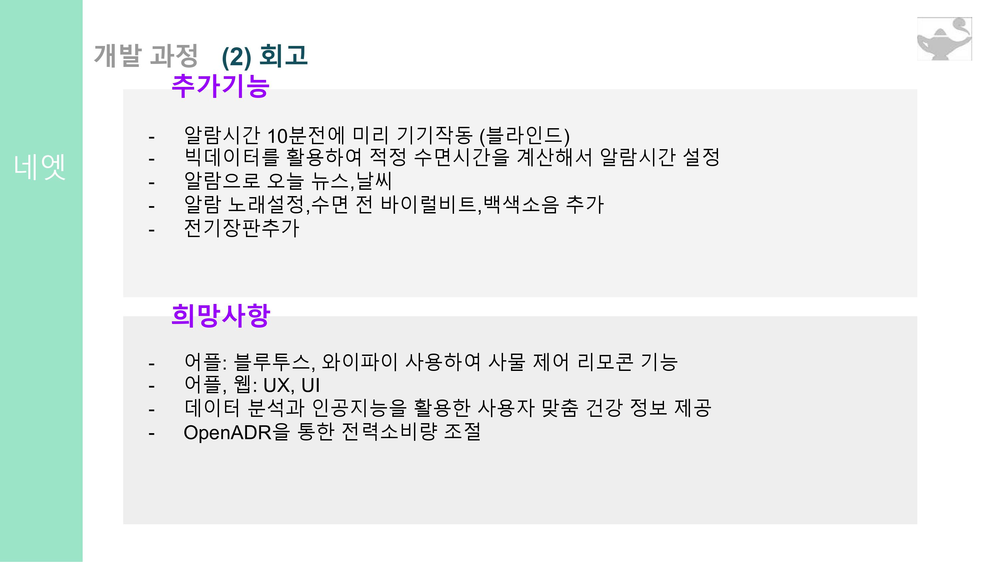 네엣
개발 과정 (2) 회고
추가기능
- 알람시간 10분전에 미리 기기작동 (블라인드)
- 빅데이터를 활용하여 적정 수면시간을 계산해서 알람시간 설정
- 알람으로 오늘 뉴스,날씨
- 알람 노래설정,수면 전 바이럴비트,백색소음 추가
- 전기장판추가
희망사항
- 어플: 블루투스, 와이파이 사용하여 사물 제어 리모콘 기능
- 어플, 웹: UX, UI
- 데이터 분석과 인공지능을 활용한 사용자 맞춤 건강 정보 제공
- OpenADR을 통한 전력소비량 조절